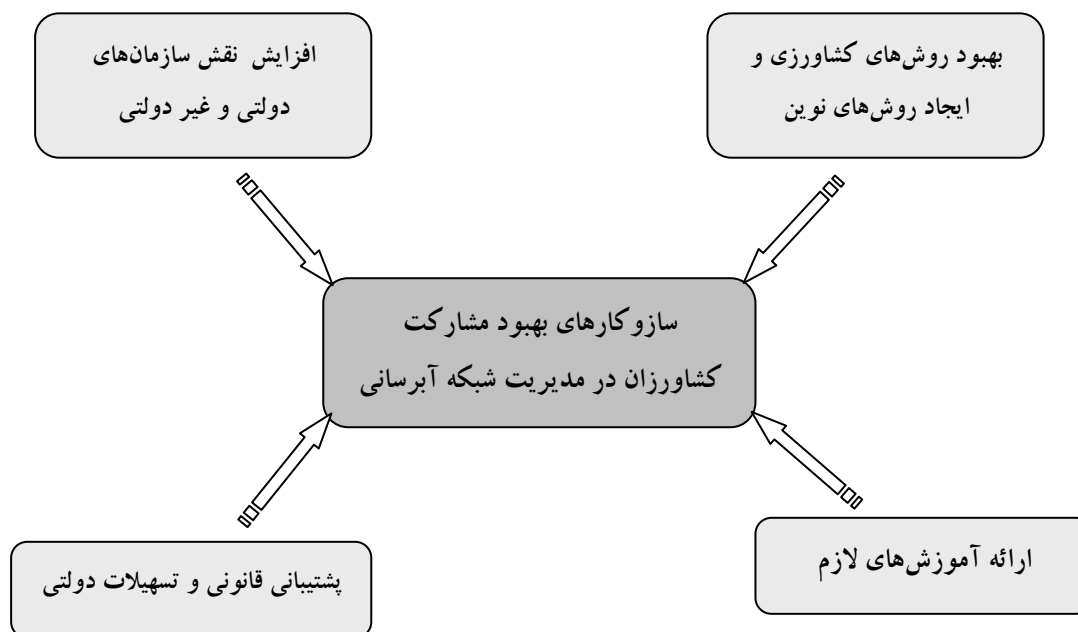 بهبود روش‌های کشاورزی و
ایجاد روش‌های نوین
افزایش نقش سازمان‌های
دولتی و غیر دولتی
سازوکارهای بهبود مشارکت
کشاورزان در مدیریت شبکه آبرسانی
ارائه آموزش‌های لازم
پشتیبانی قانونی و تسهیلات دولتی